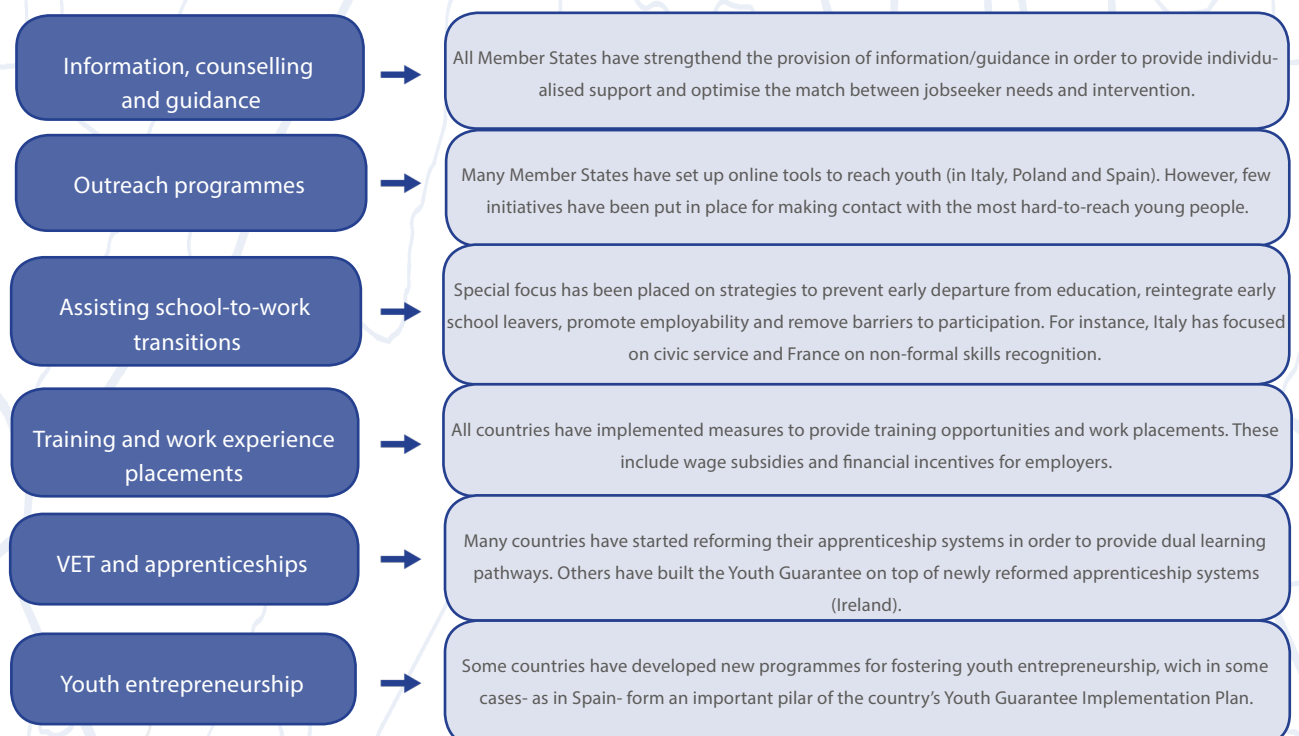 Information, counselling
and guidance
All Member States have strengthend the provision of information/guidance in order to provide individu-
alised support and optimise the match between jobseeker needs and intervention.
Outreach programmes
Many Member States have set up online tools to reach youth (in Italy, Poland and Spain). However, few
initiatives have been put in place for making contact with the most hard-to-reach young people.
Assisting school-to-work
transitions
Special focus has been placed on strategies to prevent early departure from education, reintegrate early
school leavers, promote employability and remove barriers to participation. For instance, Italy has focused
on civic service and France on non-formal skills recognition.
Training and work experience
placements
All countries have implemented measures to provide training opportunities and work placements. These
include wage subsidies and financial incentives for employers.
VET and apprenticeships
Many countries have started reforming their apprenticeship systems in order to provide dual learning
pathways. Others have built the Youth Guarantee on top of newly reformed apprenticeship systems
(Ireland).
Youth entrepreneurship
Some countries have developed new programmes for fostering youth entrepreneurship, wich in some
cases- as in Spain- form an important pilar of the country's Youth Guarantee Implementation Plan.